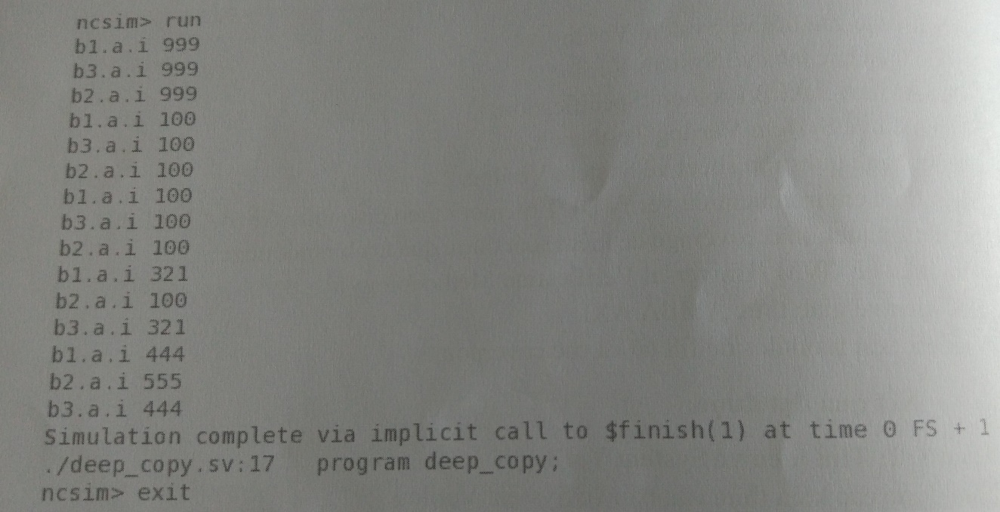 ncsim> run
b1.a.i 999
b3.a.i 999
b2.a.i 999
b1.a.i 100
b3.a.i 100
b2.a.i 100
b1.a.i 100
b3.a.i 100
b2.a.i 100
b1.a.i 321
b2.a.i 100
b3.a.i 321
b1.a.i 444
b2.a.i 555
b3.a.i 444
Simulation complete via implicit call to $finish(1) at time 0 FS + 1
./deep_copy.sv:17   program deep_copy;
ncsim> exit